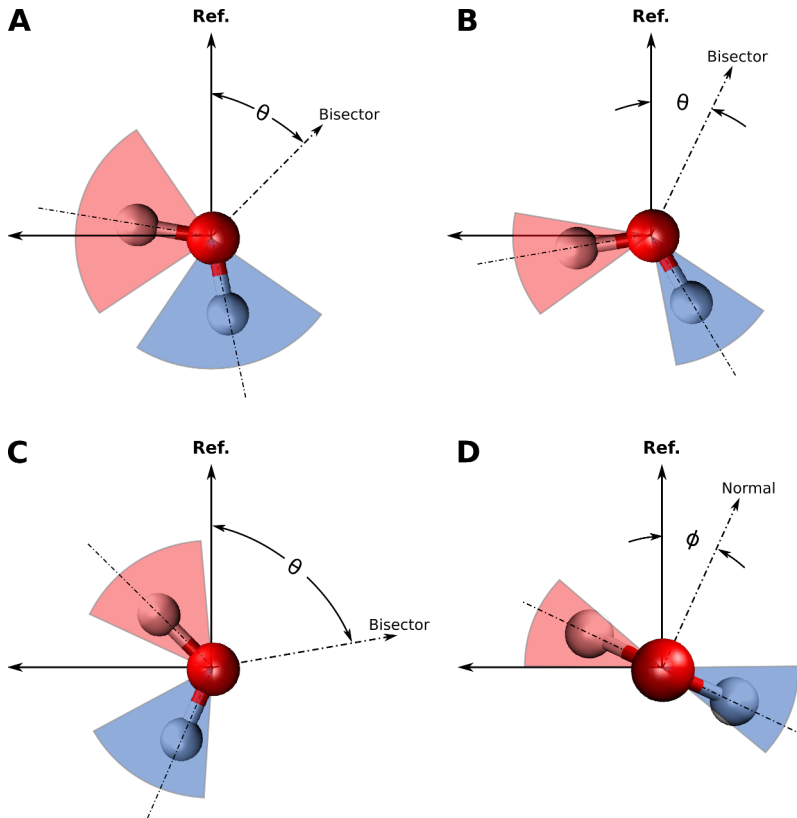 A
Ref.
θ
Bisector
B
Ref.
Bisector
θ
C
Ref.
θ
Bisector
D
Ref.
Normal
ϕ